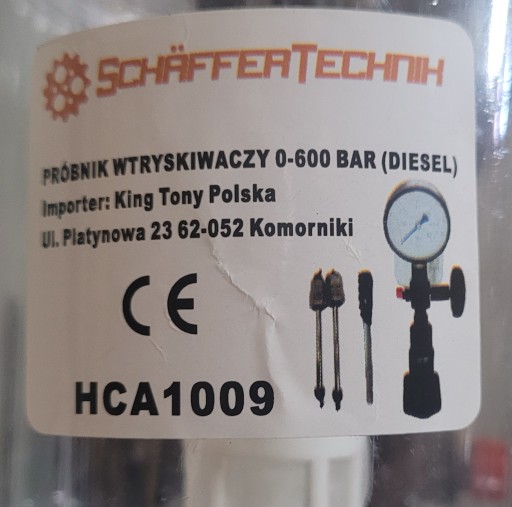 SCHÄFFERTECHNIK
PRÓBNIK WTRYSKIWACZY 0-600 BAR (DIESEL)
Importer: King Tony Polska
Ul. Platynowa 23 62-052 Komorniki
CE
HCA1009